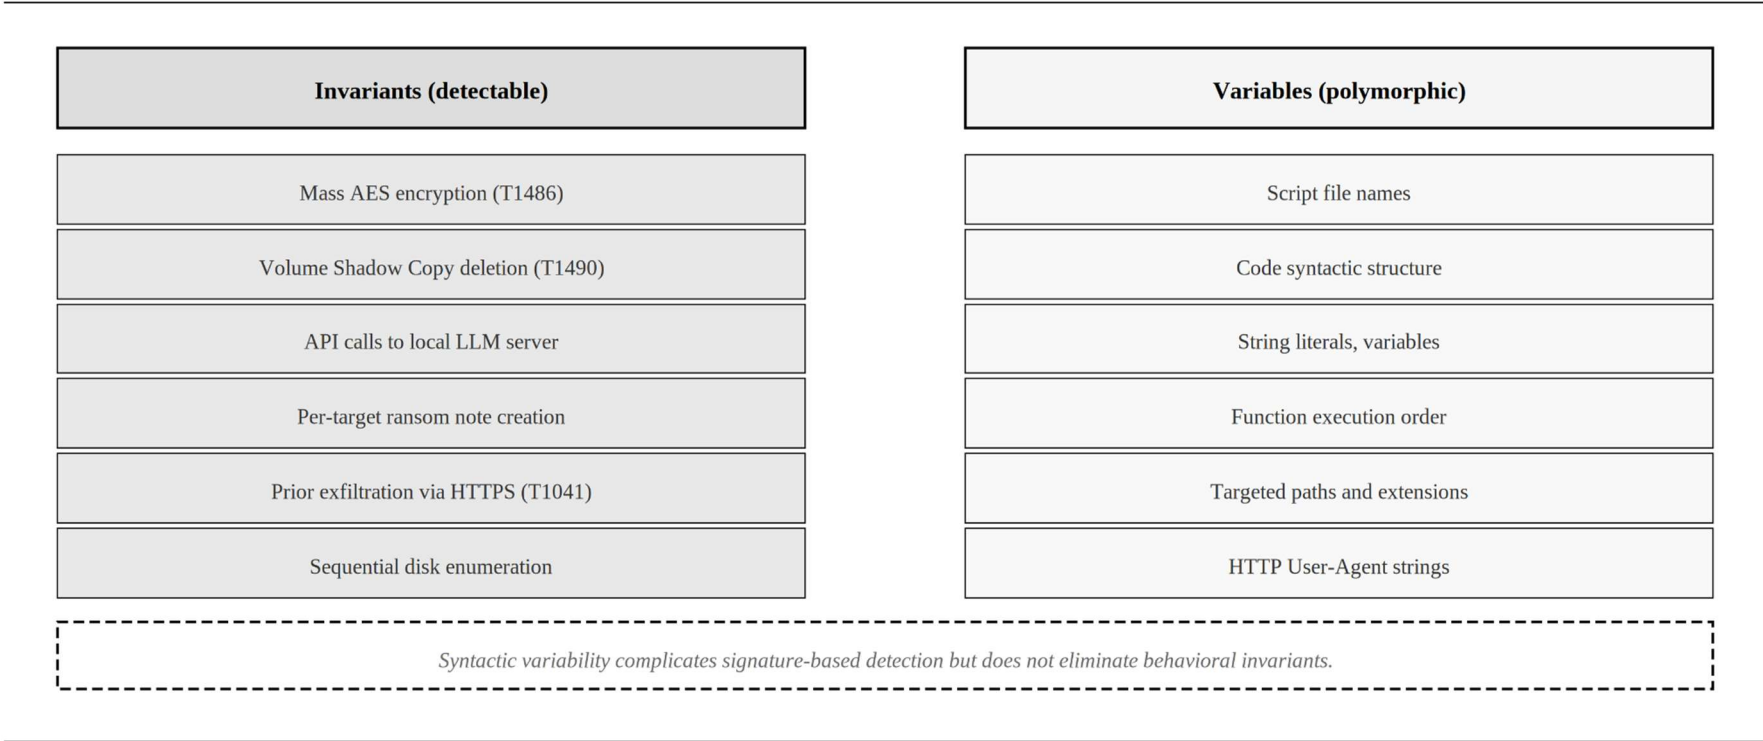 Invariants (detectable)
Mass AES encryption (T1486)
Volume Shadow Copy deletion (T1490)
API calls to local LLM server
Per-target ransom note creation
Prior exfiltration via HTTPS (T1041)
Sequential disk enumeration
Variables (polymorphic)
Script file names
Code syntactic structure
String literals, variables
Function execution order
Targeted paths and extensions
HTTP User-Agent strings
Syntactic variability complicates signature-based detection but does not eliminate behavioral invariants.